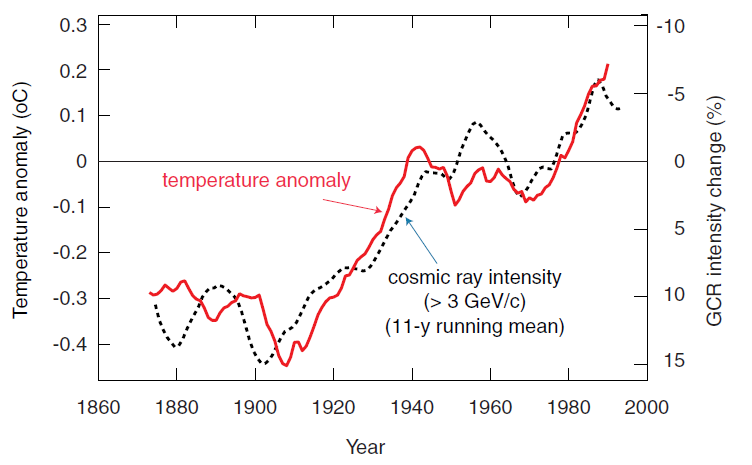 0.3
0.2
0.1
0
-0.1
-0.2
-0.3
-0.4
Temperature anomaly (oC)
temperature anomaly
cosmic ray intensity
(> 3 GeV/c)
(11-y running mean)
-10
-5
0
5
10
15
GCR intensity change (%)
1860 1880 1900 1920 1940 1960 1980 2000
Year